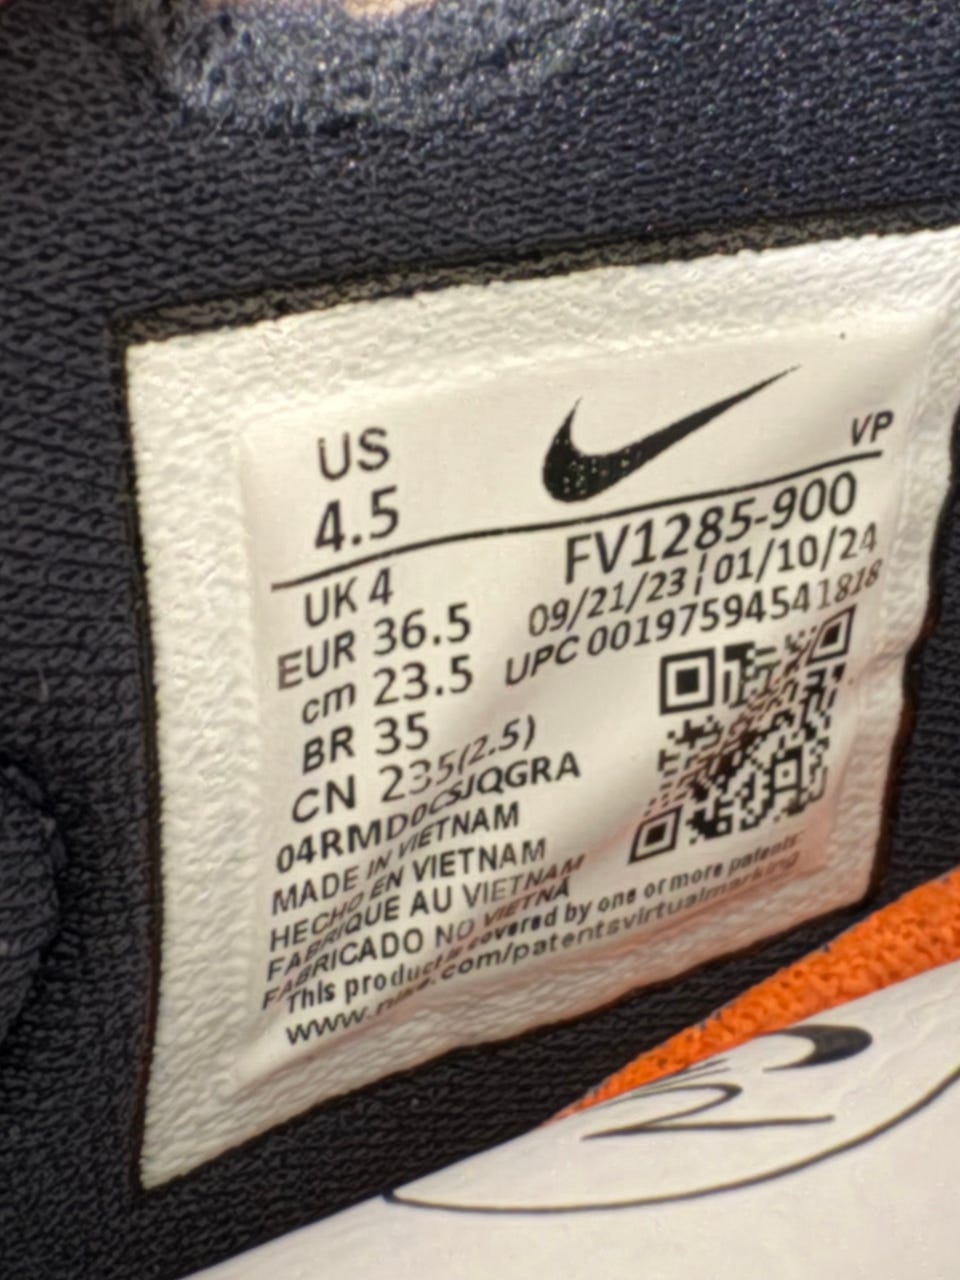 US
4.5
VP
FV1285-900
09/21/23 | 01/10/24
UPC 00197594541818
UK 4
EUR 36.5
cm 23.5
BR 35
CN 235(2.5)
04RMD0CSJQGRA
MADE IN VIETNAM
HECHO EN VIETNAM
FABRIQUE AU VIETNAM
FABRICADO NO VIETNÃ
This product is covered by one or more patents
www.nike.com/patentsvirtualmarking